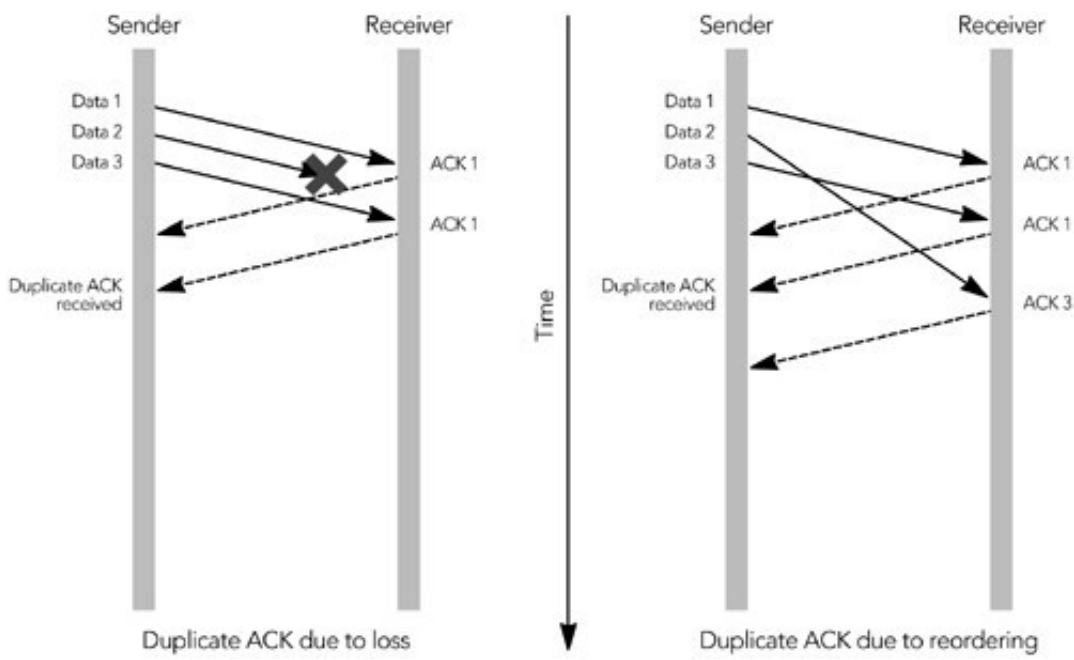 Sender
Receiver
Data 1
Data 2
Data 3
ACK 1
ACK 1
Duplicate ACK
received
Duplicate ACK due to loss
Time
Sender
Receiver
Data 1
Data 2
Data 3
ACK 1
ACK 1
Duplicate ACK
received
ACK 3
Duplicate ACK due to reordering